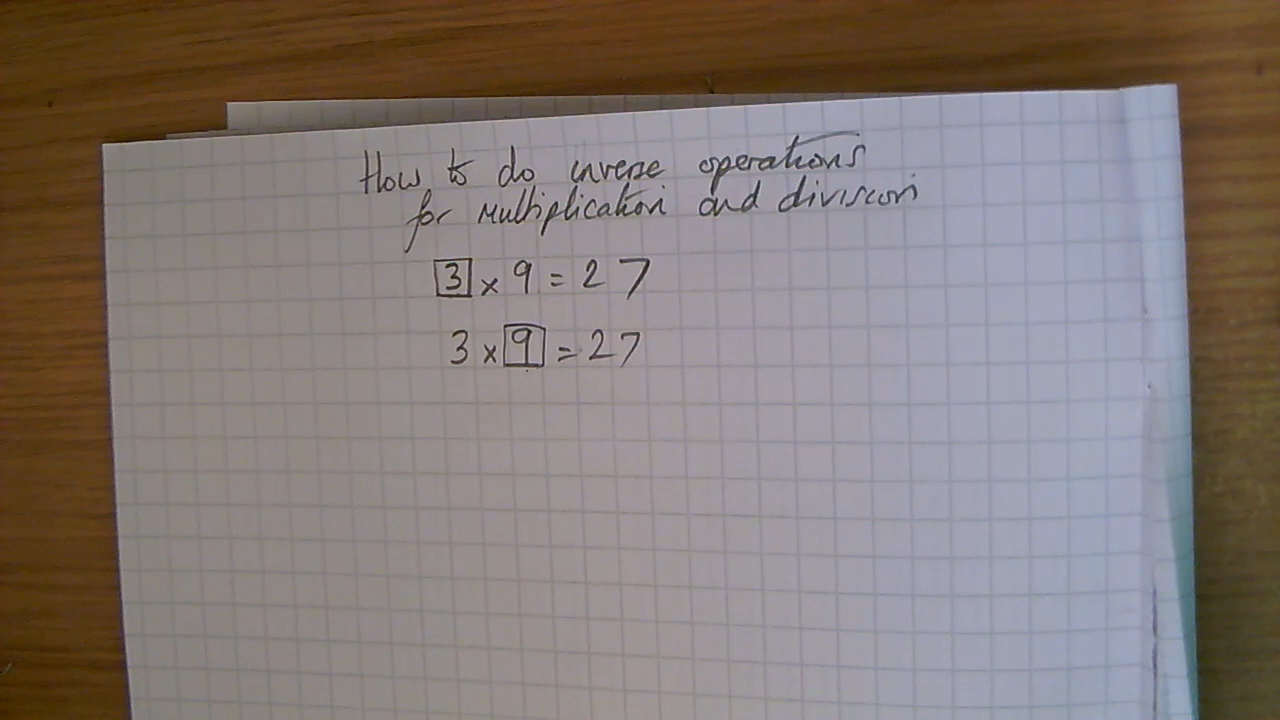 How to do inverse operations
for multiplication and division
3 × 9 = 27
3 × 9 = 27